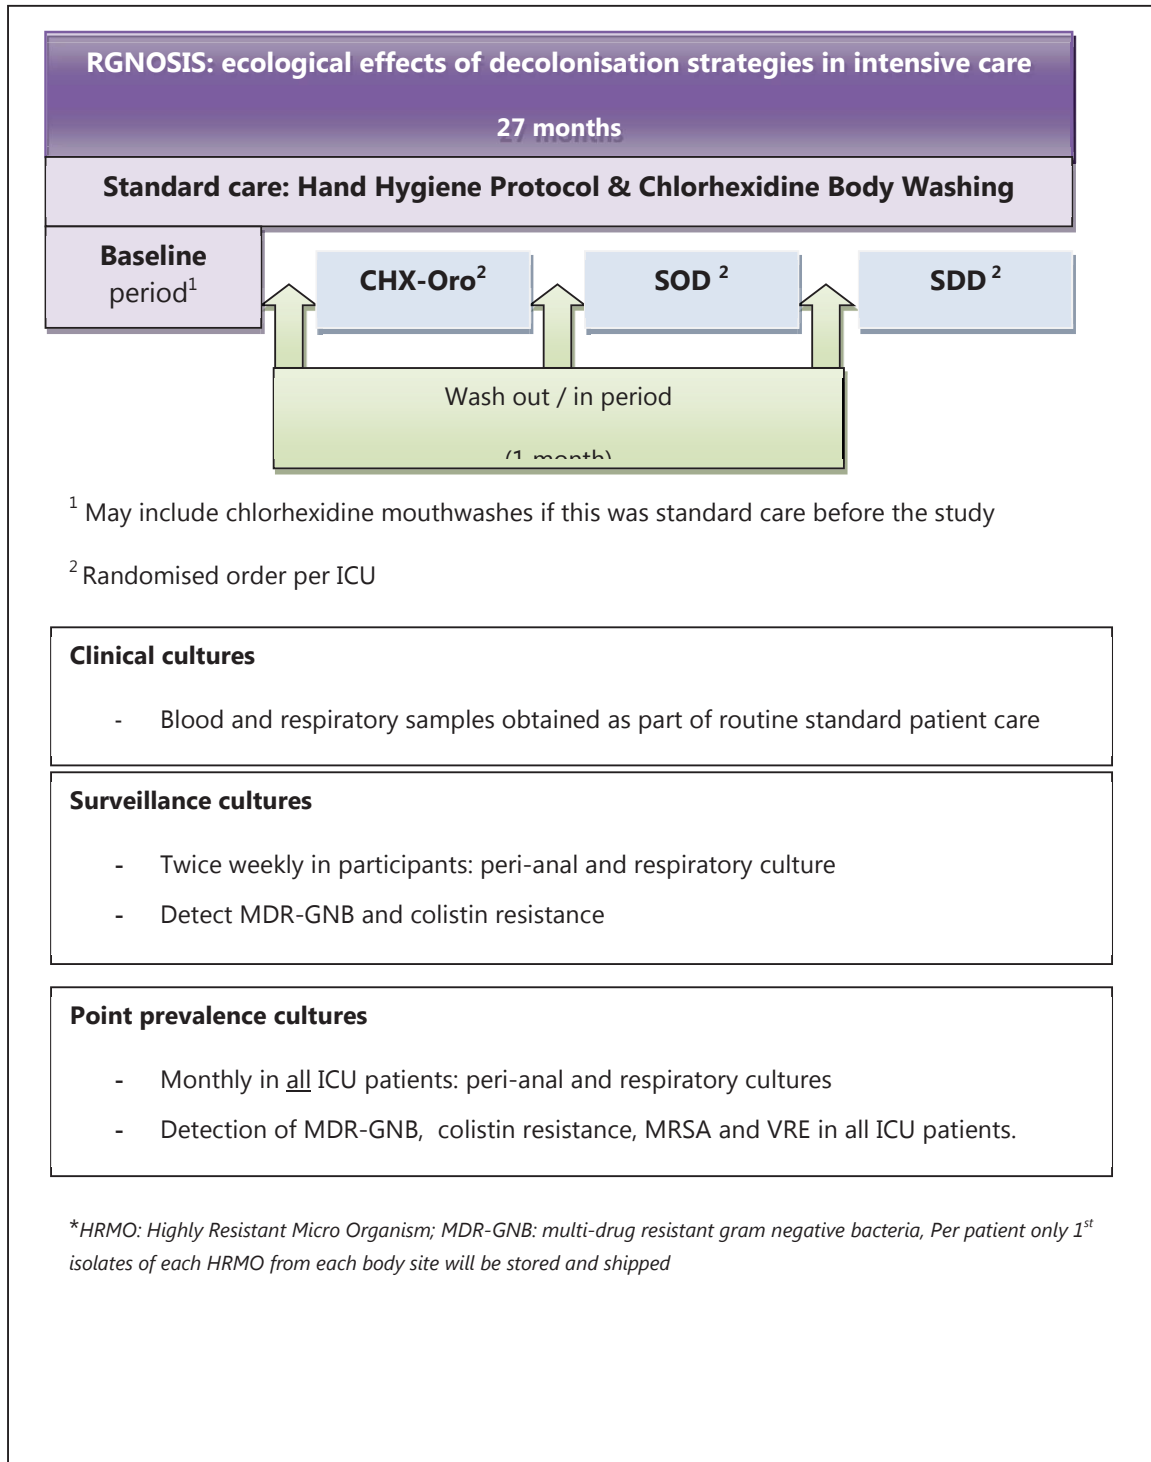 RGNOSIS: ecological effects of decolonisation strategies in intensive care
27 months
Standard care: Hand Hygiene Protocol & Chlorhexidine Body Washing
Baseline
period¹
CHX-Oro²
SOD ²
SDD ²
Wash out / in period
(1 month)
¹ May include chlorhexidine mouthwashes if this was standard care before the study
² Randomised order per ICU
Clinical cultures
- Blood and respiratory samples obtained as part of routine standard patient care
Surveillance cultures
- Twice weekly in participants: peri-anal and respiratory culture
- Detect MDR-GNB and colistin resistance
Point prevalence cultures
- Monthly in all ICU patients: peri-anal and respiratory cultures
- Detection of MDR-GNB, colistin resistance, MRSA and VRE in all ICU patients.
*HRMO: Highly Resistant Micro Organism; MDR-GNB: multi-drug resistant gram negative bacteria, Per patient only 1st
isolates of each HRMO from each body site will be stored and shipped